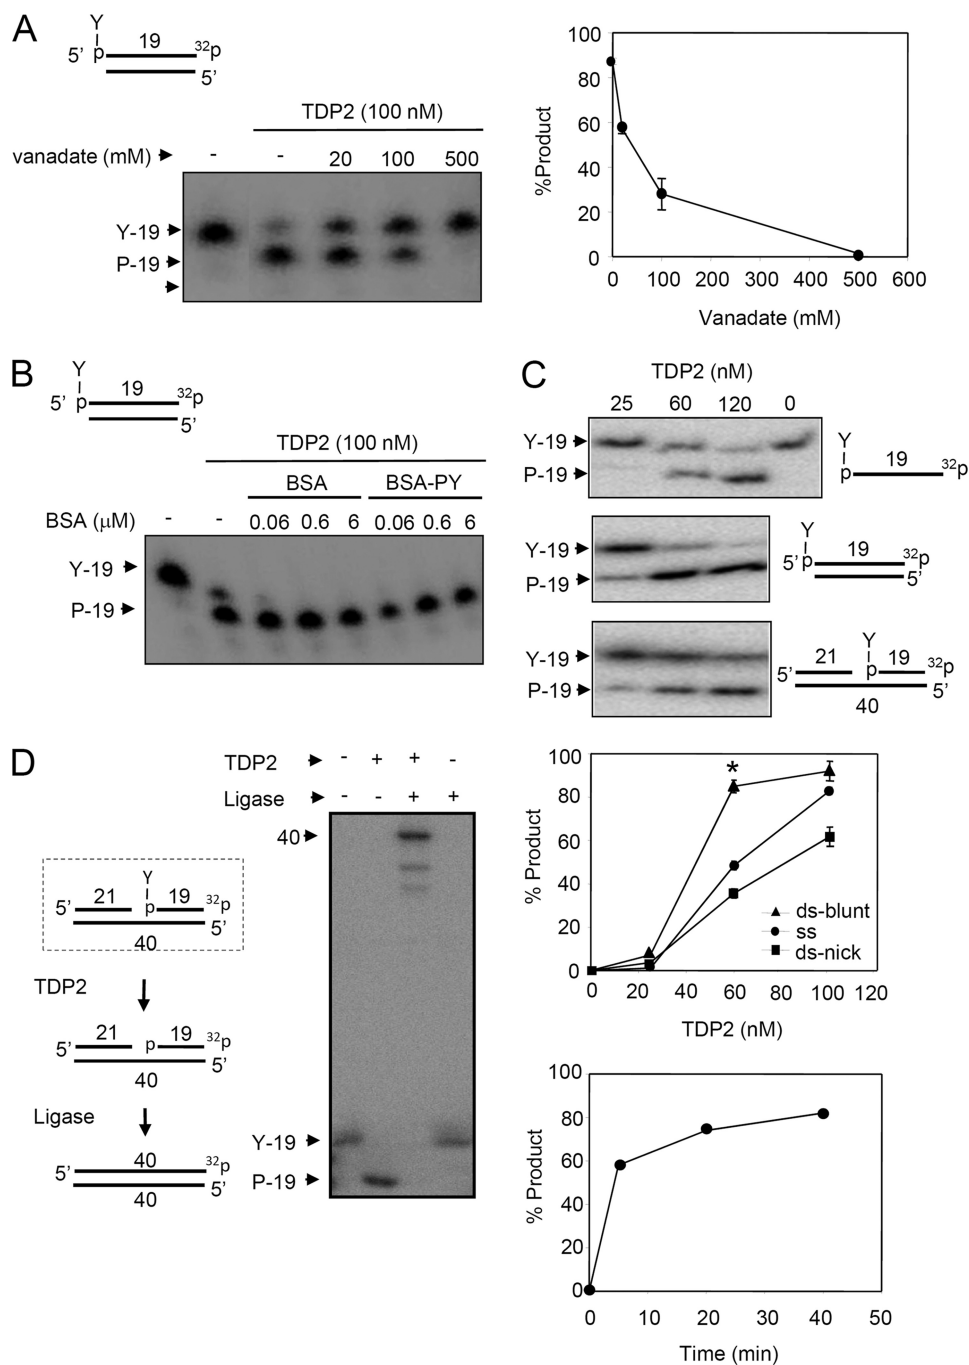 A
Y
5’ p 19 32p
5’
TDP2 (100 nM)
vanadate (mM) - - 20 100 500
Y-19
P-19
100
80
60
40
20
0
%Product
0 100 200 300 400 500 600
Vanadate (mM)
B
Y
5’ p 19 32p
5’
TDP2 (100 nM)
BSA BSA-PY
BSA (μM) - - 0.06 0.6 6 0.06 0.6 6
Y-19
P-19
C
TDP2 (nM)
25 60 120 0
Y-19
P-19
Y
p 19 32p
Y-19
P-19
Y
5’ p 19 32p
5’
Y-19
P-19
Y
5’ 21 p 19 32p
5’
40
100
80
60
40
20
0
% Product
*
ds-blunt
ss
ds-nick
0 20 40 60 80 100 120
TDP2 (nM)
D
TDP2 - + + -
Ligase - - + +
40
Y-19
P-19
Y
5’ 21 p 19 32p
5’
40
TDP2
5’ 21 p 19 32p
5’
40
Ligase
5’ 40 32p
5’
40
100
80
60
40
20
0
% Product
0 10 20 30 40 50
Time (min)